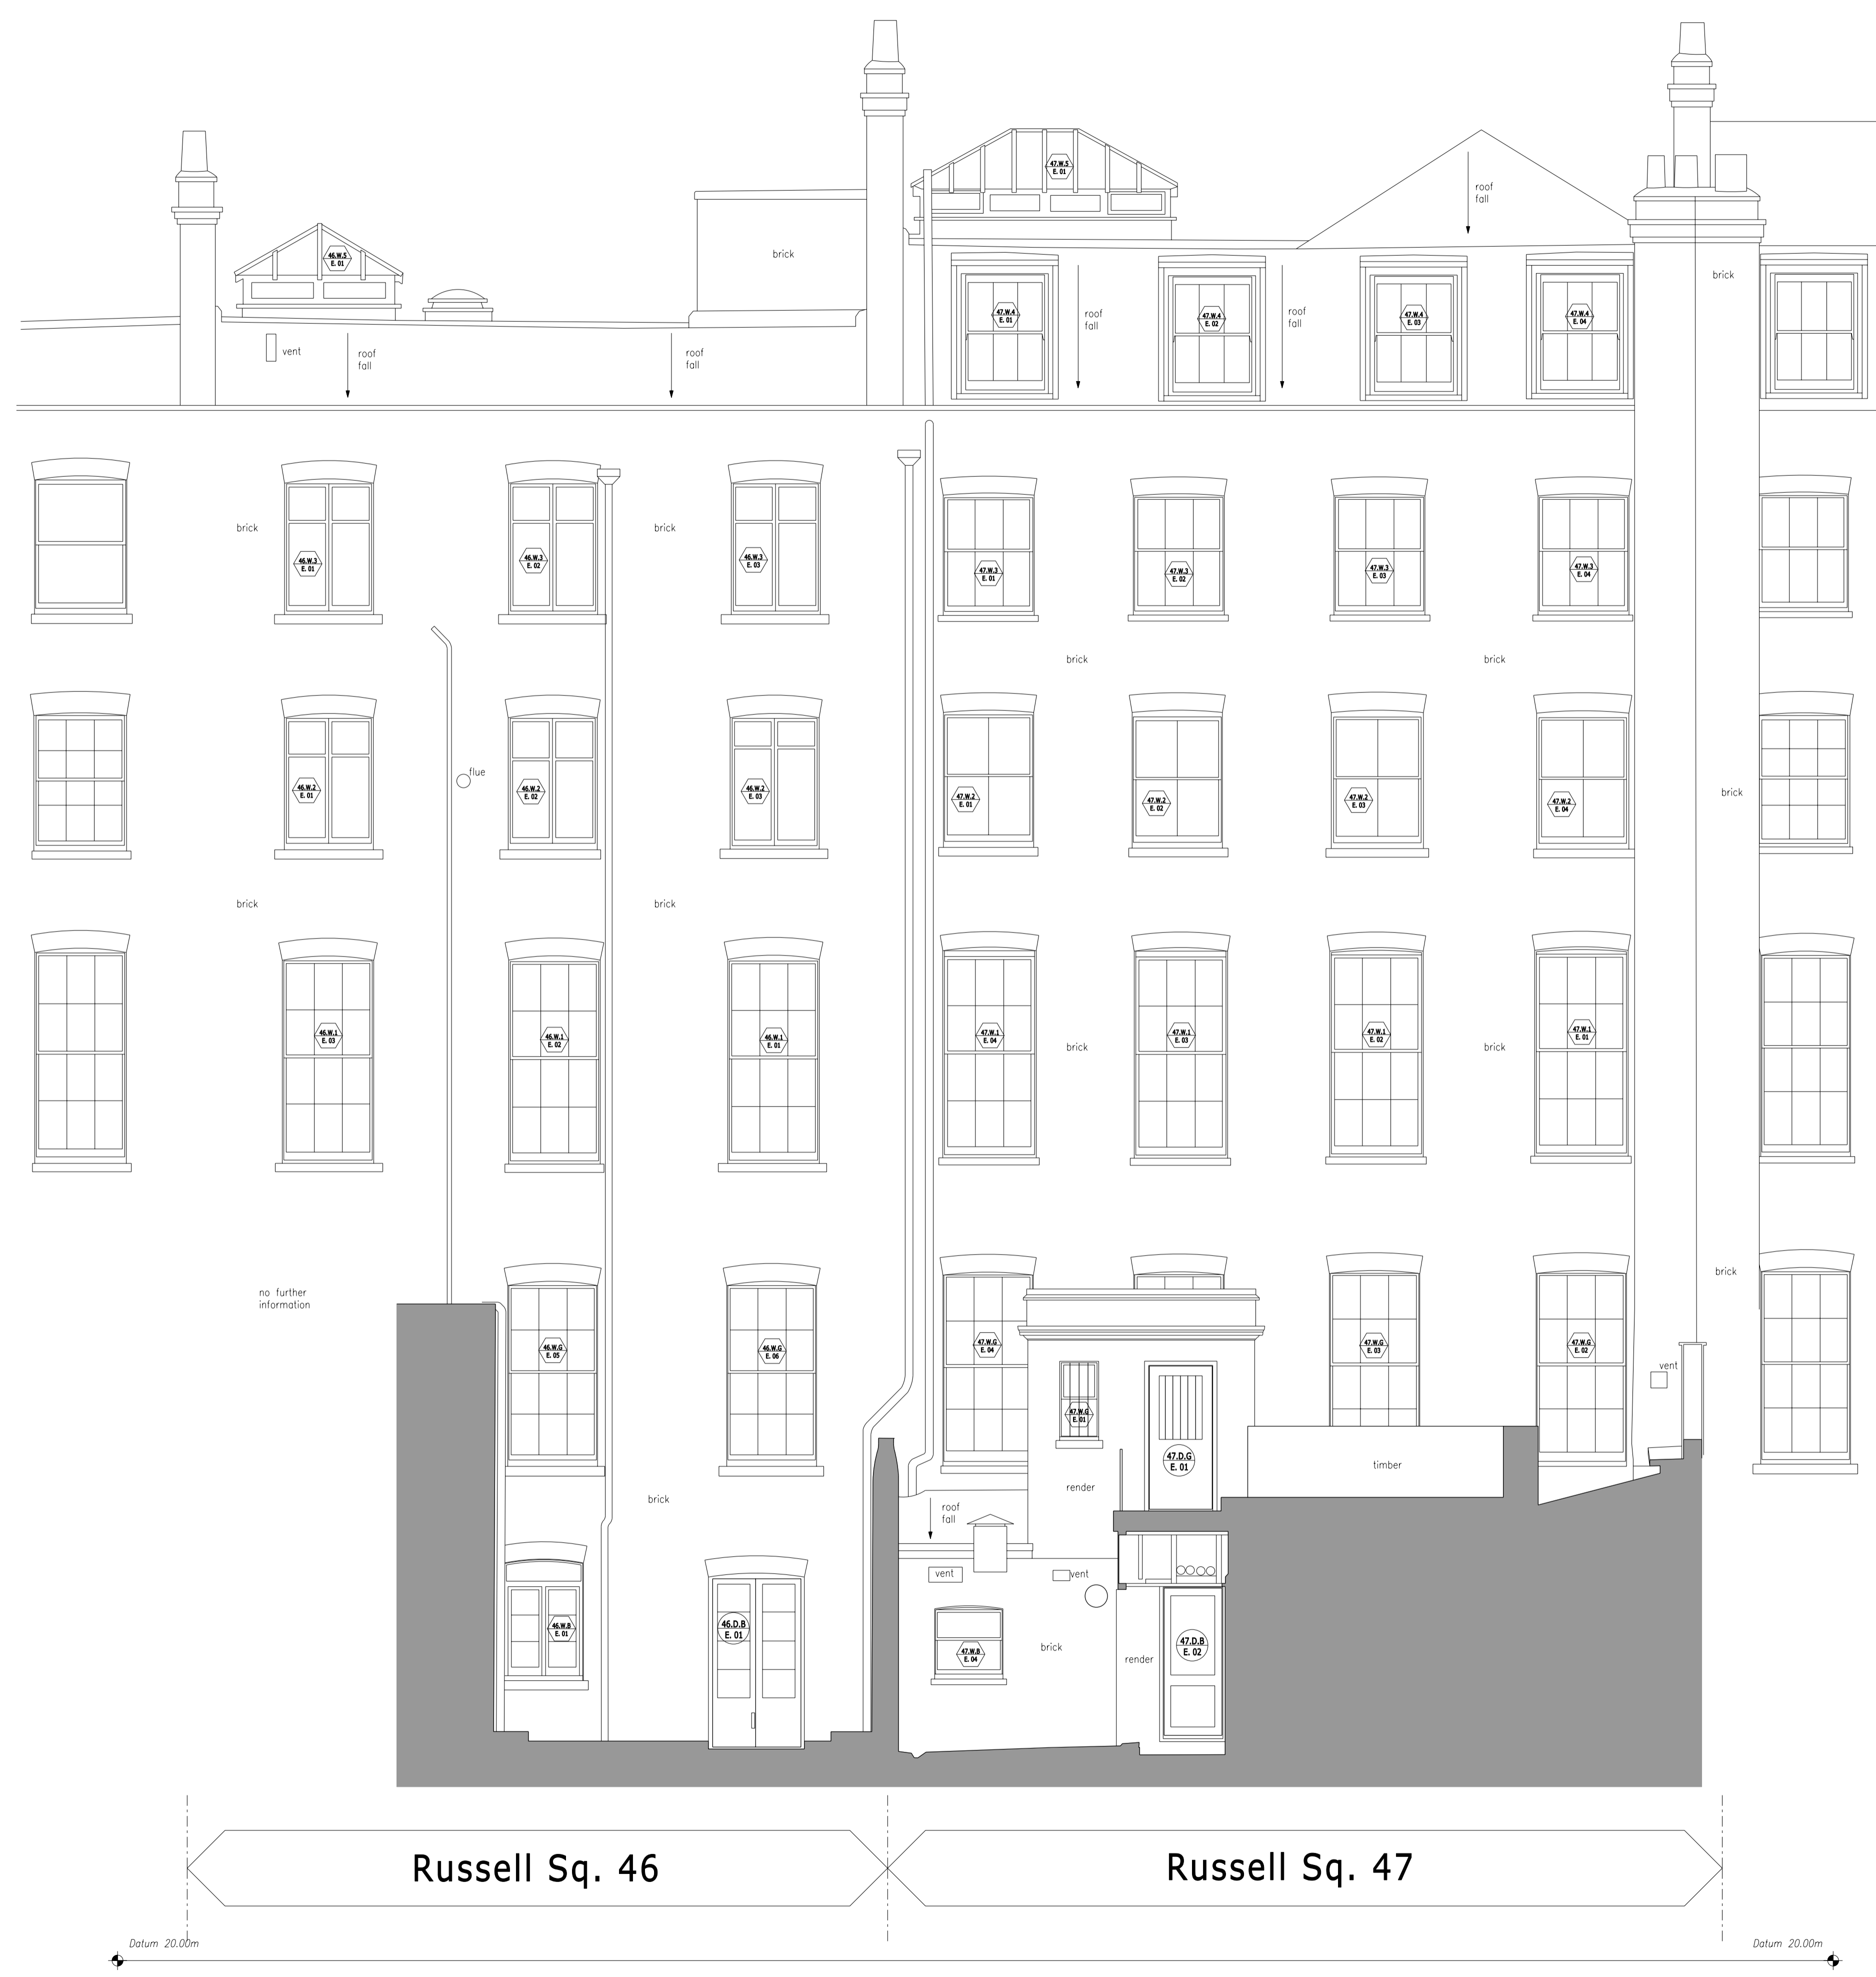 47.W.5
E. 01
roof
fall
46.W.5
E. 01
brick
brick
47.W.4
E. 01
roof
fall
47.W.4
E. 02
roof
fall
47.W.4
E. 03
47.W.4
E. 04
vent
roof
fall
roof
fall
brick
brick
46.W.3
E. 01
46.W.3
E. 02
46.W.3
E. 03
47.W.3
E. 01
47.W.3
E. 02
47.W.3
E. 03
47.W.3
E. 04
brick
brick
flue
46.W.2
E. 01
46.W.2
E. 02
46.W.2
E. 03
47.W.2
E. 01
47.W.2
E. 02
47.W.2
E. 03
47.W.2
E. 04
brick
brick
brick
46.W.1
E. 03
46.W.1
E. 02
46.W.1
E. 01
47.W.1
E. 04
brick
47.W.1
E. 03
47.W.1
E. 02
brick
47.W.1
E. 01
brick
no further
information
46.W.G
E. 05
46.W.G
E. 06
47.W.G
E. 04
47.W.G
E. 03
47.W.G
E. 02
vent
47.W.G
E. 01
47.D.G
E. 01
timber
render
brick
roof
fall
vent
vent
46.W.B
E. 01
46.D.B
E. 01
47.W.B
E. 04
brick
render
47.D.B
E. 02
Russell Sq. 46
Russell Sq. 47
Datum 20.00m
Datum 20.00m